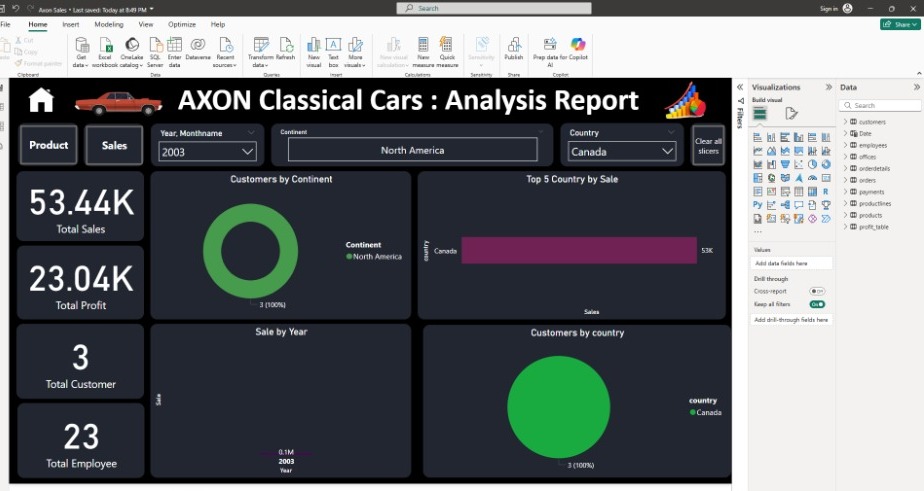 Axon Sales • Last saved: Today at 8:49 PM
Search
Sign in
File Home Insert Modeling View Optimize Help
Share
Cut
Copy
Format painter
Clipboard
Get data
Excel workbook
OneLake catalog
SQL Server
Enter data
Dataverse
Recent sources
Data
Transform data
Refresh
Queries
New visual
Text box
More visuals
Insert
New visual calculation
New measure
Quick measure
Calculations
Sensitivity
Sensitivity
Publish
Share
Prep data for AI
Copilot
Copilot
AXON Classical Cars : Analysis Report
Product
Sales
Year, Monthname
2003
Continent
North America
Country
Canada
Clear all
slicers
53.44K
Total Sales
23.04K
Total Profit
3
Total Customer
23
Total Employee
Customers by Continent
Continent
North America
3 (100%)
Top 5 Country by Sale
country
Canada
53K
Sales
Sale by Year
Sale
0.1M
2003
Year
Customers by country
country
Canada
3 (100%)
Filters
Visualizations
Build visual
Py
R
Values
Add data fields here
Drill through
Cross-report
Off
Keep all filters
On
Add drill-through fields here
Data
Search
customers
Date
employees
offices
orderdetails
orders
payments
productlines
products
profit_table